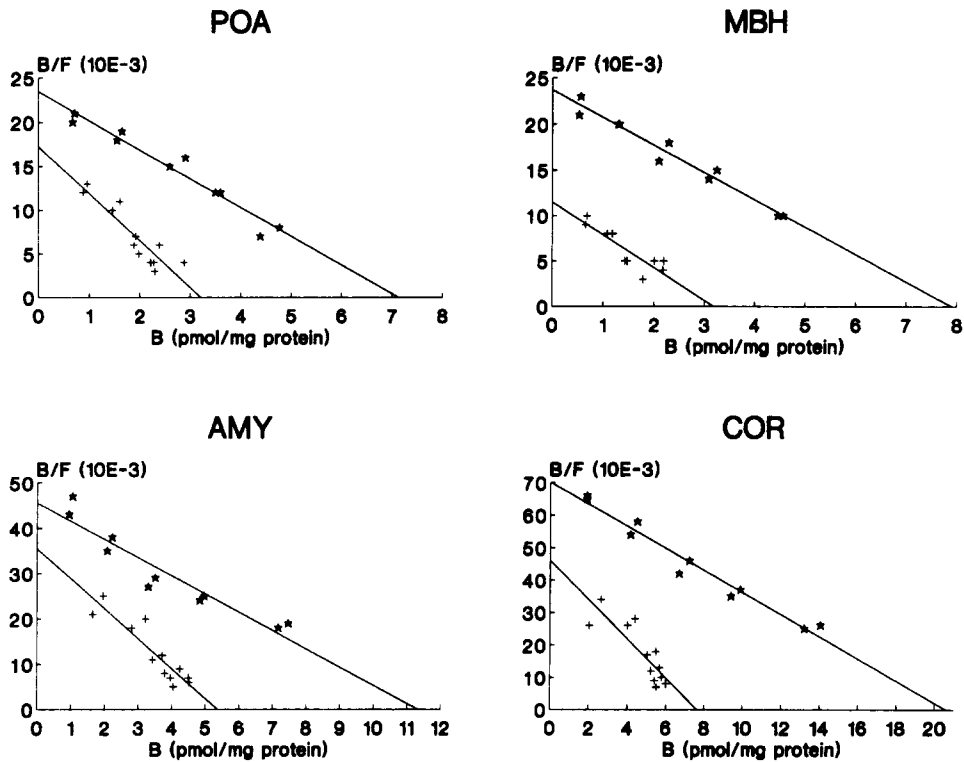 POA
B/F (10E-3)
25
20
15
10
5
0
0 1 2 3 4 5 6 7 8
B (pmol/mg protein)
MBH
B/F (10E-3)
25
20
15
10
5
0
0 1 2 3 4 5 6 7 8
B (pmol/mg protein)
AMY
B/F (10E-3)
50
40
30
20
10
0
0 1 2 3 4 5 6 7 8 9 10 11 12
B (pmol/mg protein)
COR
B/F (10E-3)
70
60
50
40
30
20
10
0
0 2 4 6 8 10 12 14 16 18 20
B (pmol/mg protein)